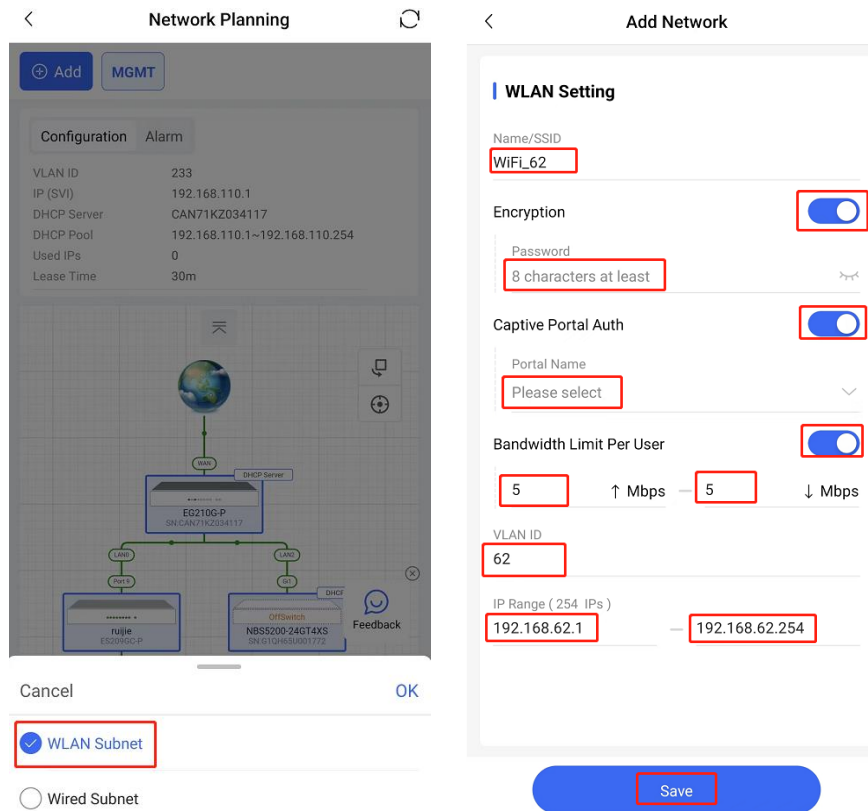 Network Planning
Add
MGMT
Configuration
Alarm
VLAN ID 233
IP (SVI) 192.168.110.1
DHCP Server CAN71KZ034117
DHCP Pool 192.168.110.1~192.168.110.254
Used IPs 0
Lease Time 30m
WAN
DHCP Server
EG210G-P
SN:CAN71KZ034117
LAN0
LAN2
Port 8
Gi1
DHCP
ruijie
ES209GC-P
OffSwitch
NBS5200-24GT4XS
SN:G1QH65U001772
Feedback
Cancel
OK
WLAN Subnet
Wired Subnet
Add Network
WLAN Setting
Name/SSID
WiFi_62
Encryption
Password
8 characters at least
Captive Portal Auth
Portal Name
Please select
Bandwidth Limit Per User
5 ↑ Mbps — 5 ↓ Mbps
VLAN ID
62
IP Range ( 254 IPs )
192.168.62.1 — 192.168.62.254
Save